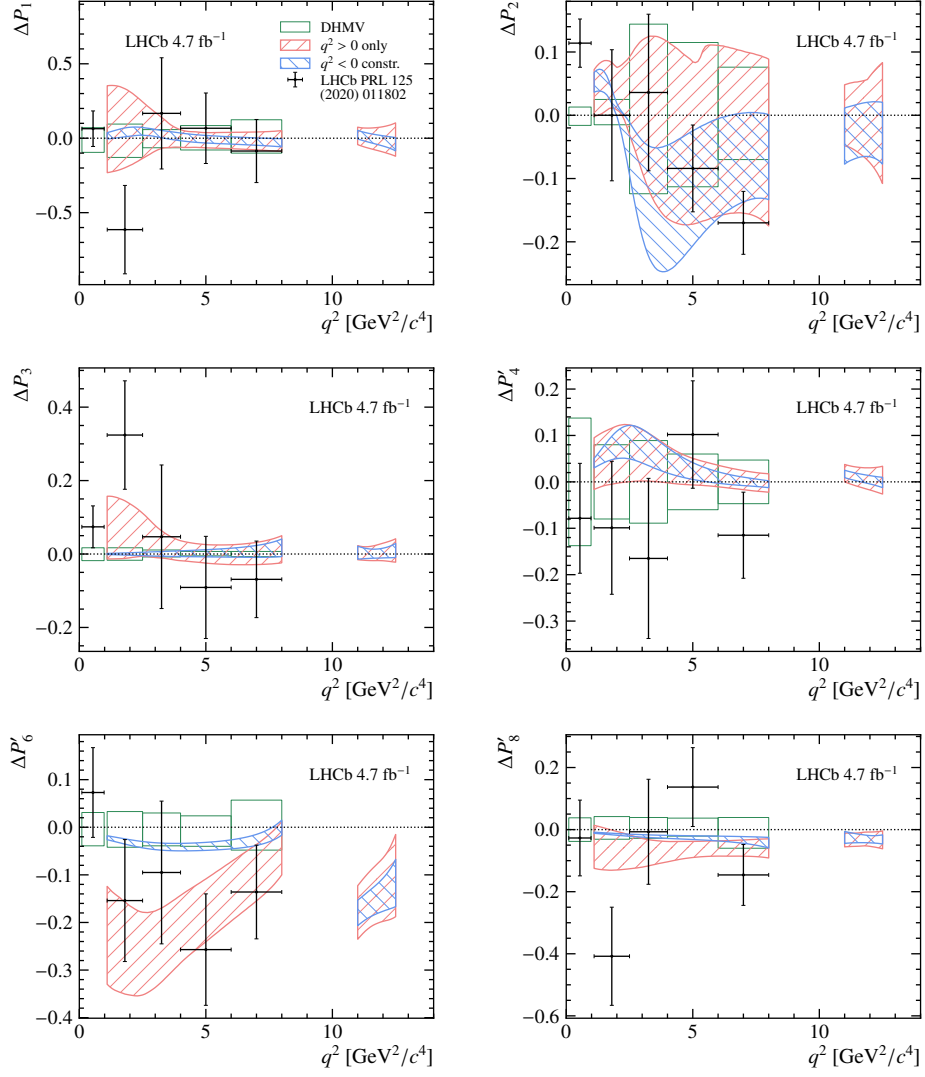 ΔP₁
LHCb 4.7 fb⁻¹
DHMV
q² > 0 only
q² < 0 constr.
LHCb PRL 125
(2020) 011802
0.5
0.0
−0.5
0 5 10
q² [GeV²/c⁴]
ΔP₂
0.1
0.0
−0.1
−0.2
0 5 10
q² [GeV²/c⁴]
ΔP₃
LHCb 4.7 fb⁻¹
0.4
0.2
0.0
−0.2
0 5 10
q² [GeV²/c⁴]
ΔP′₄
LHCb 4.7 fb⁻¹
0.2
0.1
0.0
−0.1
−0.2
−0.3
0 5 10
q² [GeV²/c⁴]
ΔP′₆
LHCb 4.7 fb⁻¹
0.1
0.0
−0.1
−0.2
−0.3
−0.4
0 5 10
q² [GeV²/c⁴]
ΔP′₈
LHCb 4.7 fb⁻¹
0.2
0.0
−0.2
−0.4
−0.6
0 5 10
q² [GeV²/c⁴]